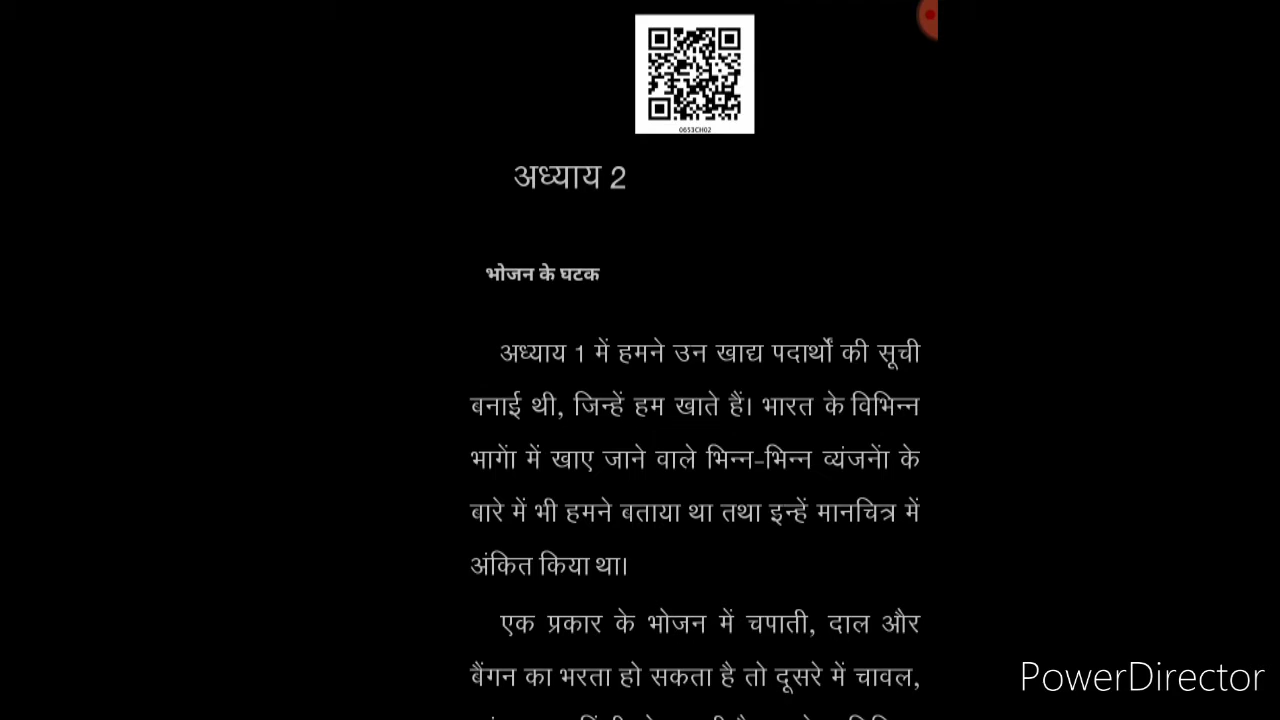 0653CH02
अध्याय 2
भोजन के घटक
अध्याय 1 में हमने उन खाद्य पदार्थों की सूची
बनाई थी, जिन्हें हम खाते हैं। भारत के विभिन्न
भागेां में खाए जाने वाले भिन्न-भिन्न व्यंजनेां के
बारे में भी हमने बताया था तथा इन्हें मानचित्र में
अंकित किया था।
एक प्रकार के भोजन में चपाती, दाल और
बैंगन का भरता हो सकता है तो दूसरे में चावल,
PowerDirector